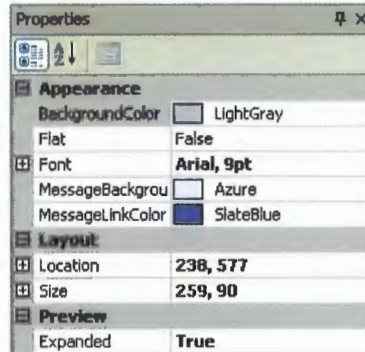 Properties
Appearance
BackgroundColor LightGray
Flat False
Font Arial, 9pt
MessageBackgrou Azure
MessageLinkColor SlateBlue
Layout
Location 238, 577
Size 259, 90
Preview
Expanded True